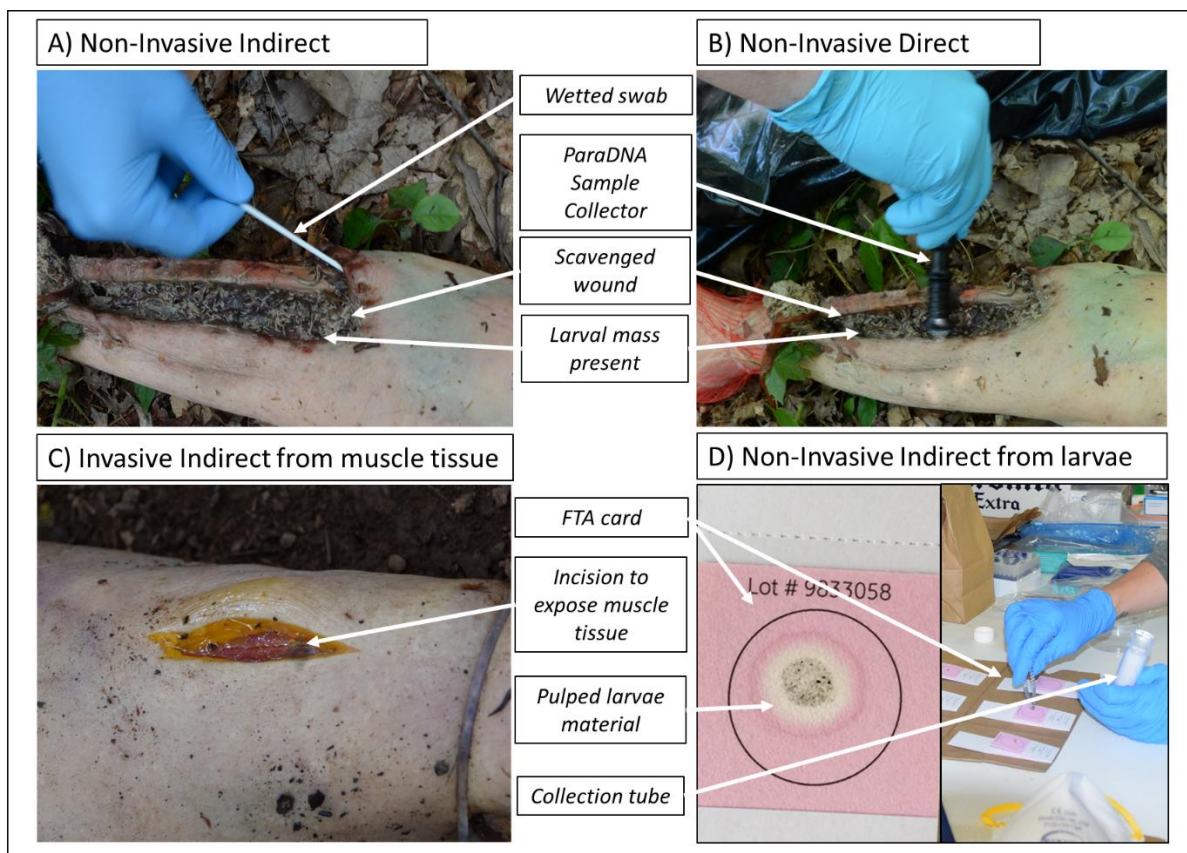 A) Non-Invasive Indirect
B) Non-Invasive Direct
Wetted swab
ParaDNA
Sample
Collector
Scavenged
wound
Larval mass
present
C) Invasive Indirect from muscle tissue
D) Non-Invasive Indirect from larvae
FTA card
Incision to
expose muscle
tissue
Pulped larvae
material
Collection tube
Lot # 9833058
Extra